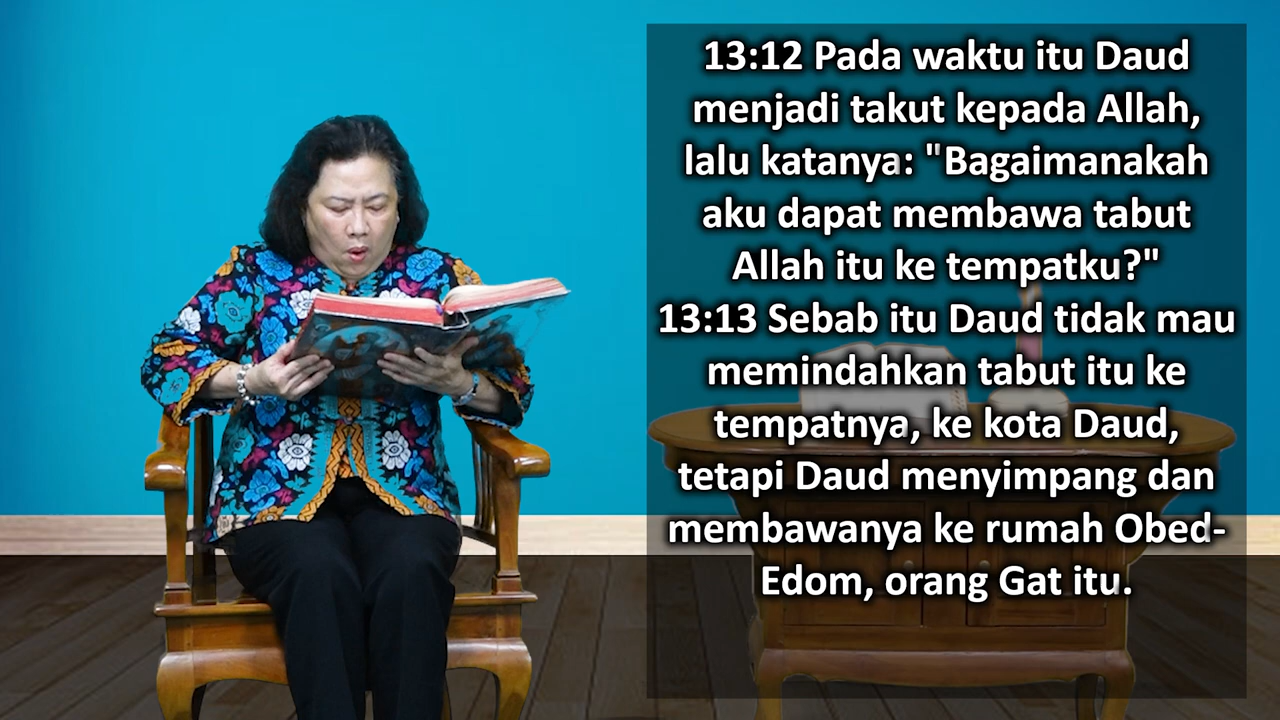 13:12 Pada waktu itu Daud
menjadi takut kepada Allah,
lalu katanya: "Bagaimanakah
aku dapat membawa tabut
Allah itu ke tempatku?"
13:13 Sebab itu Daud tidak mau
memindahkan tabut itu ke
tempatnya, ke kota Daud,
tetapi Daud menyimpang dan
membawanya ke rumah Obed-
Edom, orang Gat itu.